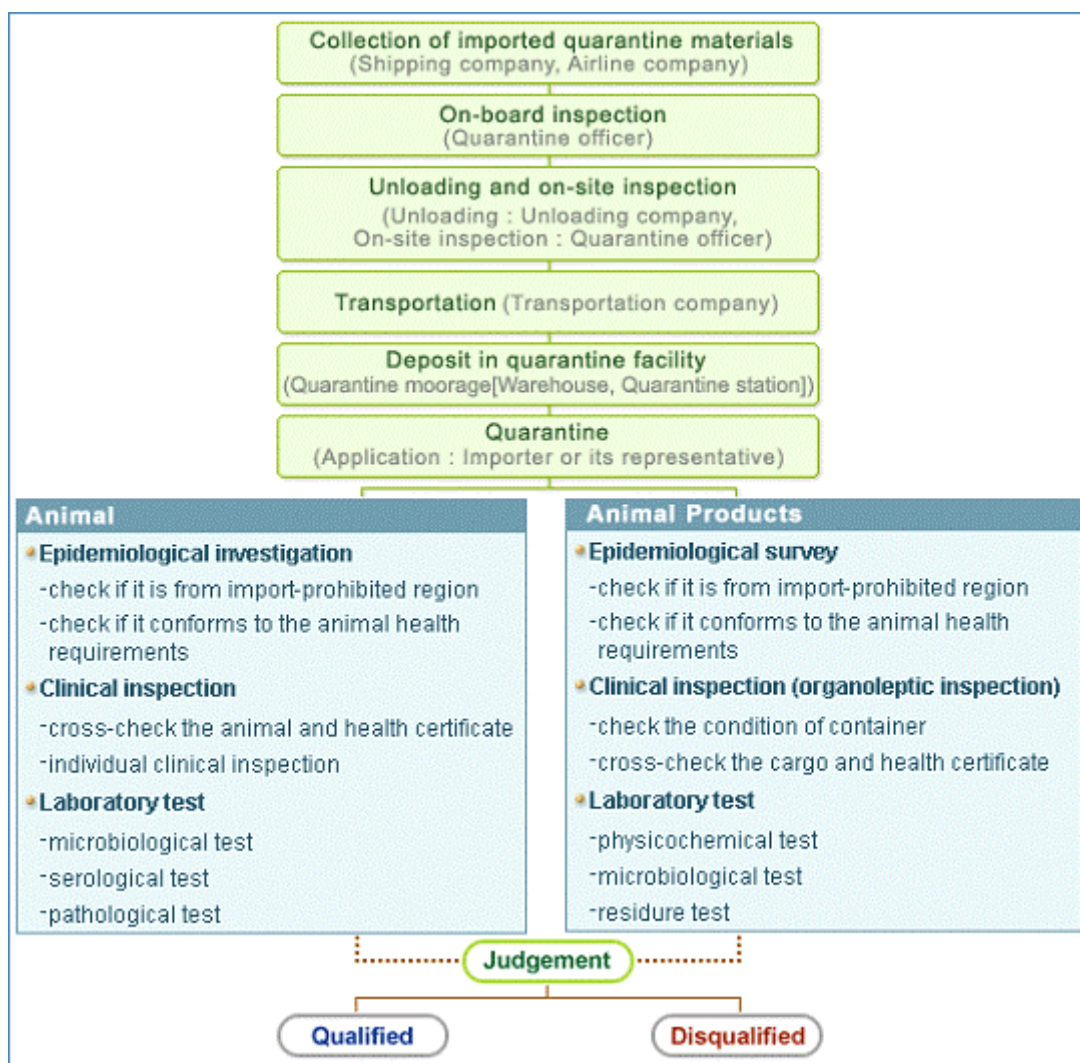 Collection of imported quarantine materials
(Shipping company, Airline company)
On-board inspection
(Quarantine officer)
Unloading and on-site inspection
(Unloading : Unloading company,
On-site inspection : Quarantine officer)
Transportation (Transportation company)
Deposit in quarantine facility
(Quarantine moorage[Warehouse, Quarantine station])
Quarantine
(Application : Importer or its representative)
Animal
Epidemiological investigation
-check if it is from import-prohibited region
-check if it conforms to the animal health
requirements
Clinical inspection
-cross-check the animal and health certificate
-individual clinical inspection
Laboratory test
-microbiological test
-serological test
-pathological test
Animal Products
Epidemiological survey
-check if it is from import-prohibited region
-check if it conforms to the animal health
requirements
Clinical inspection (organoleptic inspection)
-check the condition of container
-cross-check the cargo and health certificate
Laboratory test
-physicochemical test
-microbiological test
-residure test
Judgement
Qualified
Disqualified